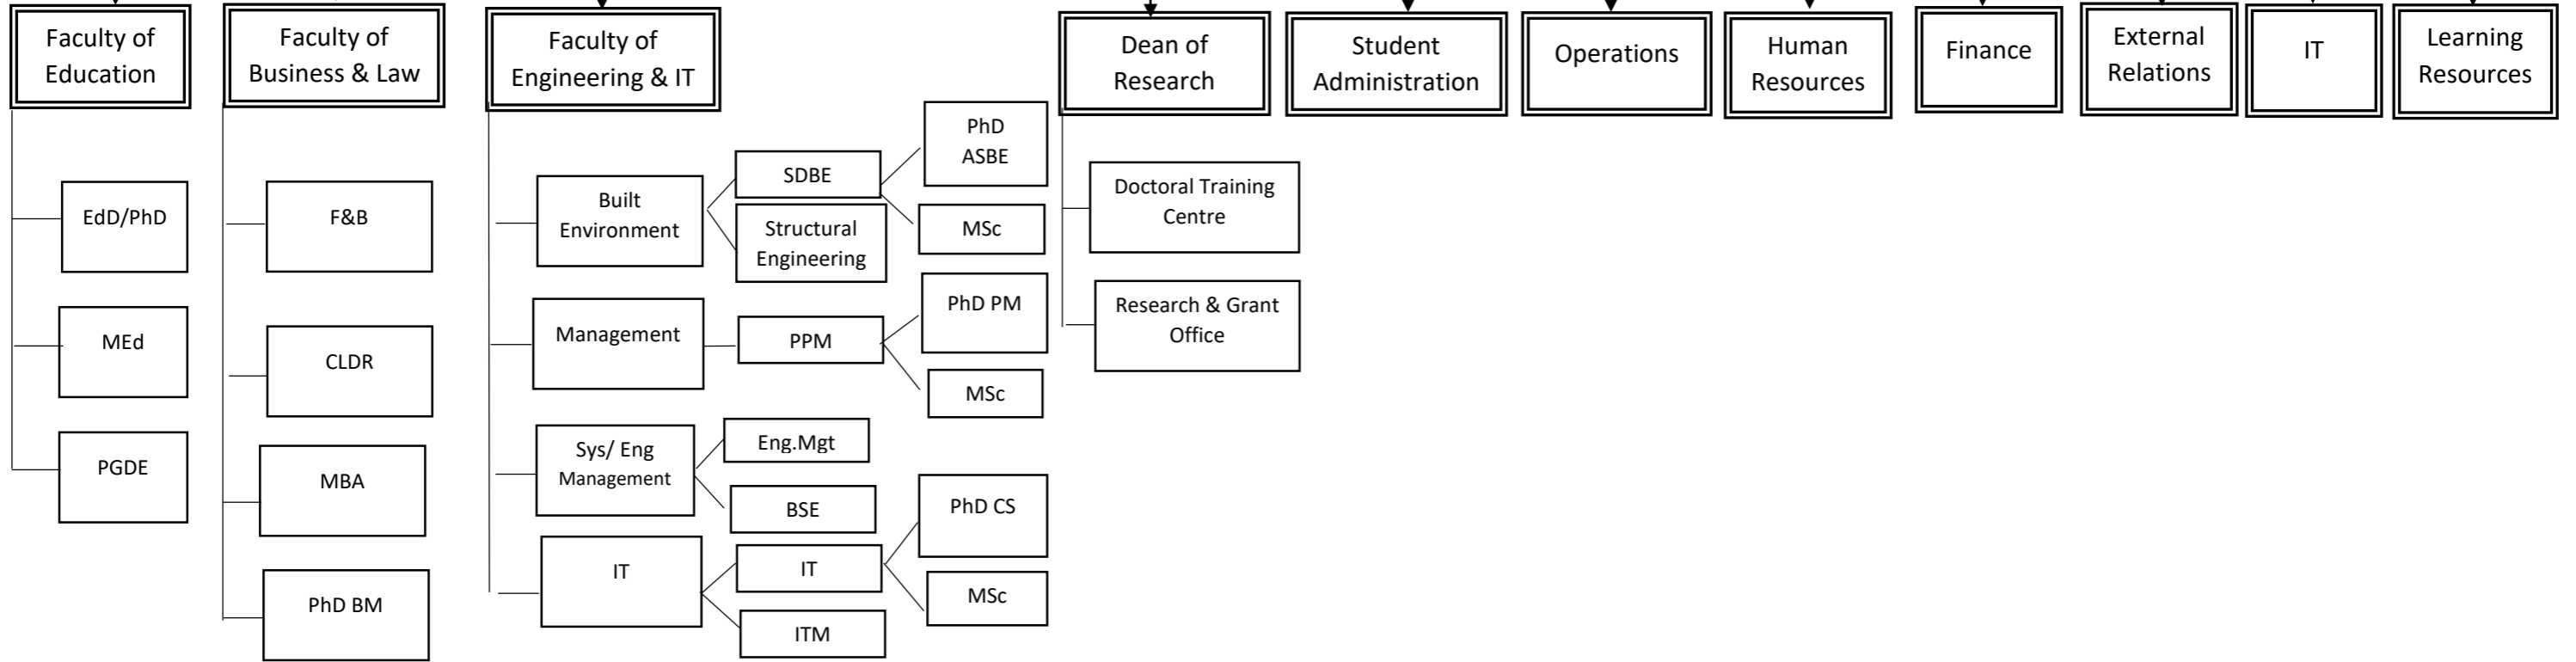 Faculty of
Education
Faculty of
Business & Law
Faculty of
Engineering & IT
Dean of
Research
Student
Administration
Operations
Human
Resources
Finance
External
Relations
IT
Learning
Resources
EdD/PhD
MEd
PGDE
F&B
CLDR
MBA
PhD BM
Built
Environment
SDBE
Structural
Engineering
PhD
ASBE
MSc
Management
PPM
PhD PM
MSc
Sys/ Eng
Management
Eng.Mgt
BSE
IT
IT
ITM
PhD CS
MSc
Doctoral Training
Centre
Research & Grant
Office